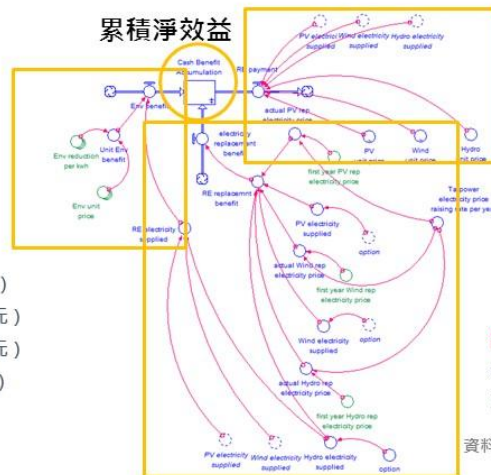 累積淨效益
PV electricity
supplied
Wind electricity
supplied
Hydro electricity
supplied
Cash Benefit
Accumulation
RE payment
Env benefit
actual PV rep
electricity price
PV
unit price
Wind
unit price
Hydro
unit price
Unit Env
benefit
Env reduction
per kwh
Env unit
price
electricity
replacement
benefit
first year PV rep
electricity price
RE replacemnt
benefit
Taipower
electricity price
raising rate per year
PV electricity
supplied
option
RE electricity
supplied
actual Wind rep
electricity price
first year Wind rep
electricity price
Wind electricity
supplied
option
actual Hydro rep
electricity price
first year Hydro rep
electricity price
PV electricity
supplied
Wind electricity
supplied
Hydro electricity
supplied
option
)
元 )
元 )
)
資料